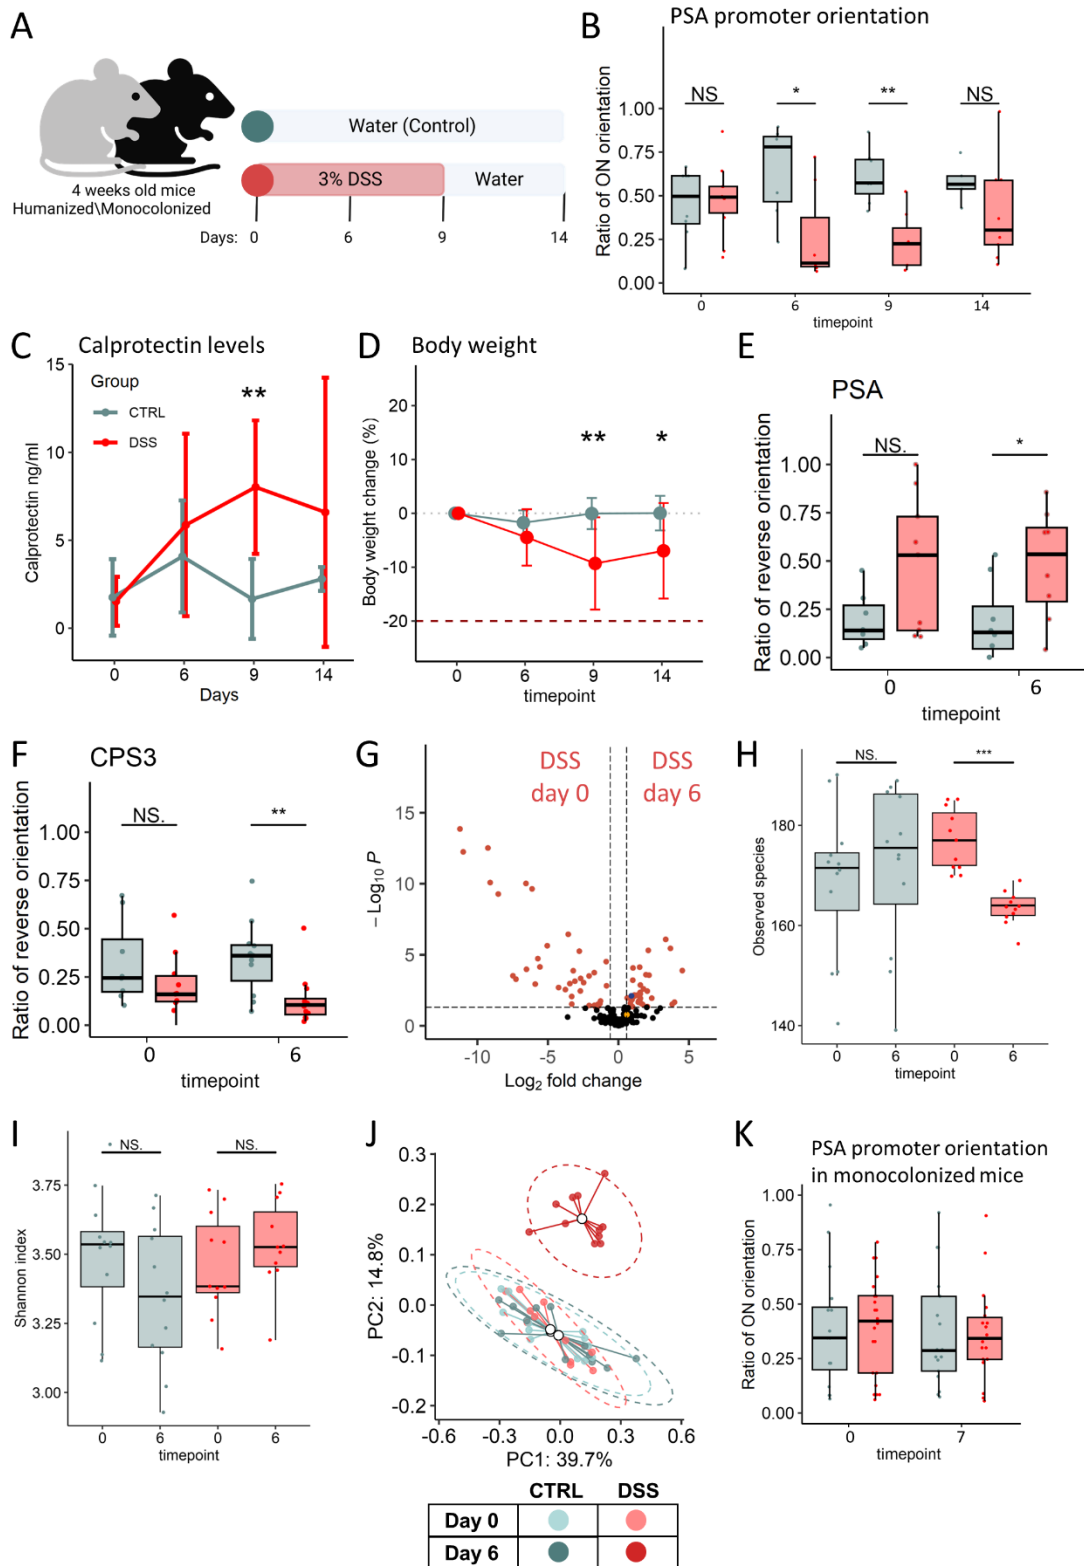 A
4 weeks old mice
Humanized\Monocolonized
Water (Control)
3% DSS
Water
Days:
0
6
9
14
B
PSA promoter orientation
Ratio of ON orientation
1.00
0.75
0.50
0.25
0.00
NS
*
**
NS
0
6
9
14
timepoint
C
Calprotectin levels
Calprotectin ng/ml
15
10
5
0
Group
CTRL
DSS
**
0
6
9
14
Days
D
Body weight
Body weight change (%)
20
10
0
-10
-20
**
*
0
6
9
14
timepoint
E
PSA
Ratio of reverse orientation
1.00
0.75
0.50
0.25
0.00
NS.
*
0
6
timepoint
F
CPS3
Ratio of reverse orientation
1.00
0.75
0.50
0.25
0.00
NS.
**
0
6
timepoint
G
DSS
day 0
DSS
day 6
– Log10 P
15
10
5
0
-10
-5
0
5
Log2 fold change
H
Observed species
180
160
140
NS.
***
0
6
0
6
timepoint
I
Shannon index
3.75
3.50
3.25
3.00
NS.
NS.
0
6
0
6
timepoint
J
PC2: 14.8%
0.3
0.2
0.1
0.0
-0.1
-0.2
-0.6
-0.3
0.0
0.3
0.6
PC1: 39.7%
K
PSA promoter orientation
in monocolonized mice
Ratio of ON orientation
1.00
0.75
0.50
0.25
0.00
0
7
timepoint
CTRL DSS
Day 0
Day 6